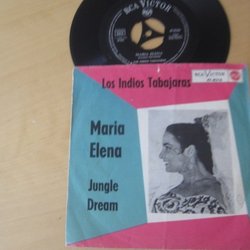 RCA VICTOR
MARIA ELENA
Los Indios Tabajaras
RCA VICTOR
Maria
Elena
Jungle
Dream